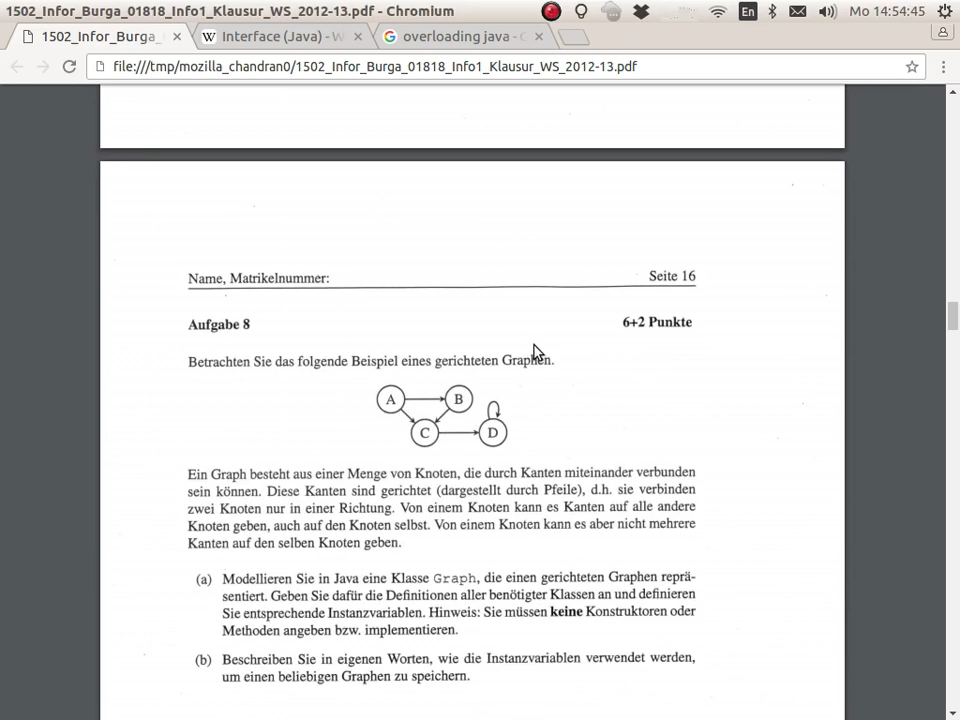 1502_Infor_Burga_01818_Info1_Klausur_WS_2012-13.pdf - Chromium
En
Mo 14:54:45
1502_Infor_Burga_
Interface (Java) - W
overloading java - G
file:///tmp/mozilla_chandran0/1502_Infor_Burga_01818_Info1_Klausur_WS_2012-13.pdf
Name, Matrikelnummer:
Seite 16
Aufgabe 8
6+2 Punkte
Betrachten Sie das folgende Beispiel eines gerichteten Graphen.
A
B
C
D
Ein Graph besteht aus einer Menge von Knoten, die durch Kanten miteinander verbunden
sein können. Diese Kanten sind gerichtet (dargestellt durch Pfeile), d.h. sie verbinden
zwei Knoten nur in einer Richtung. Von einem Knoten kann es Kanten auf alle andere
Knoten geben, auch auf den Knoten selbst. Von einem Knoten kann es aber nicht mehrere
Kanten auf den selben Knoten geben.
(a) Modellieren Sie in Java eine Klasse Graph, die einen gerichteten Graphen reprä-
sentiert. Geben Sie dafür die Definitionen aller benötigter Klassen an und definieren
Sie entsprechende Instanzvariablen. Hinweis: Sie müssen keine Konstruktoren oder
Methoden angeben bzw. implementieren.
(b) Beschreiben Sie in eigenen Worten, wie die Instanzvariablen verwendet werden,
um einen beliebigen Graphen zu speichern.